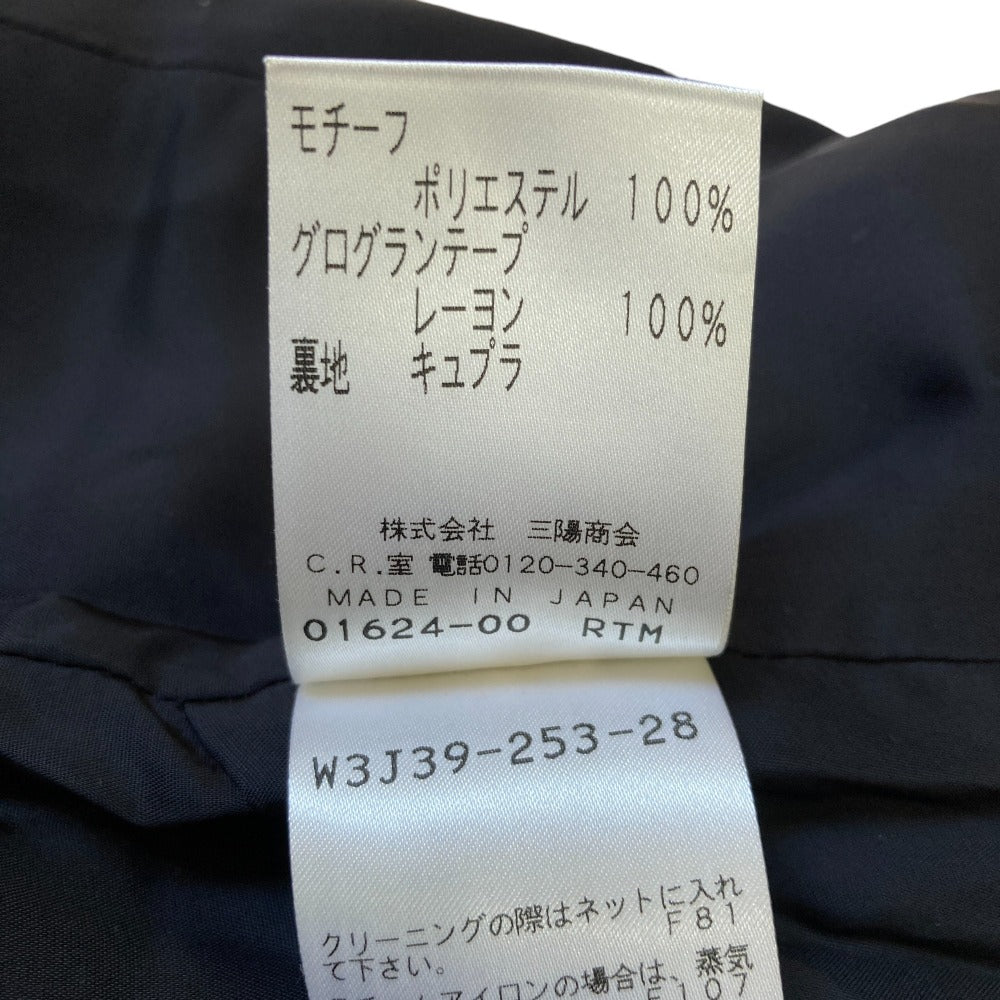 モチーフ
ポリエステル 100%
グログランテープ
レーヨン 100%
裏地 キュプラ
株式会社 三陽商会
C.R.室 電話0120-340-460
MADE IN JAPAN
01624-00 RTM
W3J39-253-28
クリーニングの際はネットに入れ
て下さい。 F81
アイロンの場合は、蒸気
F107